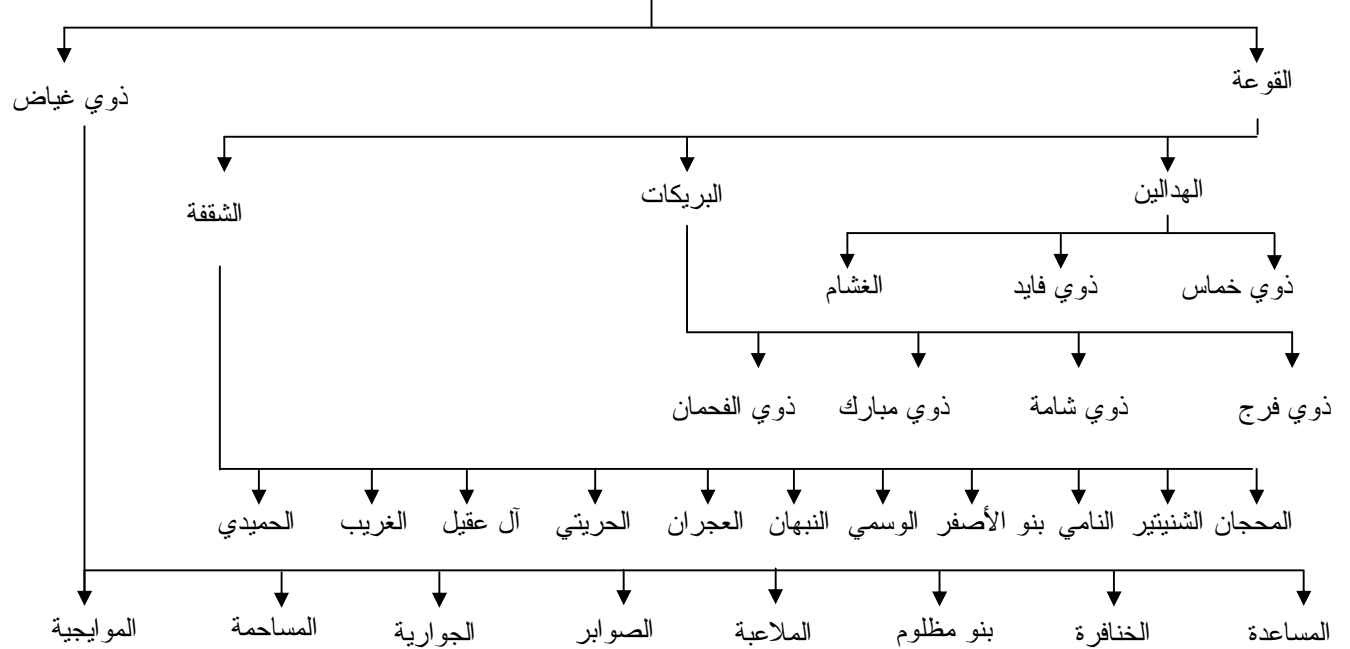 القوعة
ذوي غياض
الهدالين
البريكات
الشقفة
ذوي خماس ذوي فايد الغشام
ذوي فرج ذوي شامة ذوي مبارك ذوي الفحمان
المحجان الشنيتير النامي بنو الأصفر الوسمي النبهان العجران الحريتي آل عقيل الغريب الحميدي
المساعدة الخنافرة بنو مظلوم الملاعبة الصوابر الجوارية المساحمة الموايجية